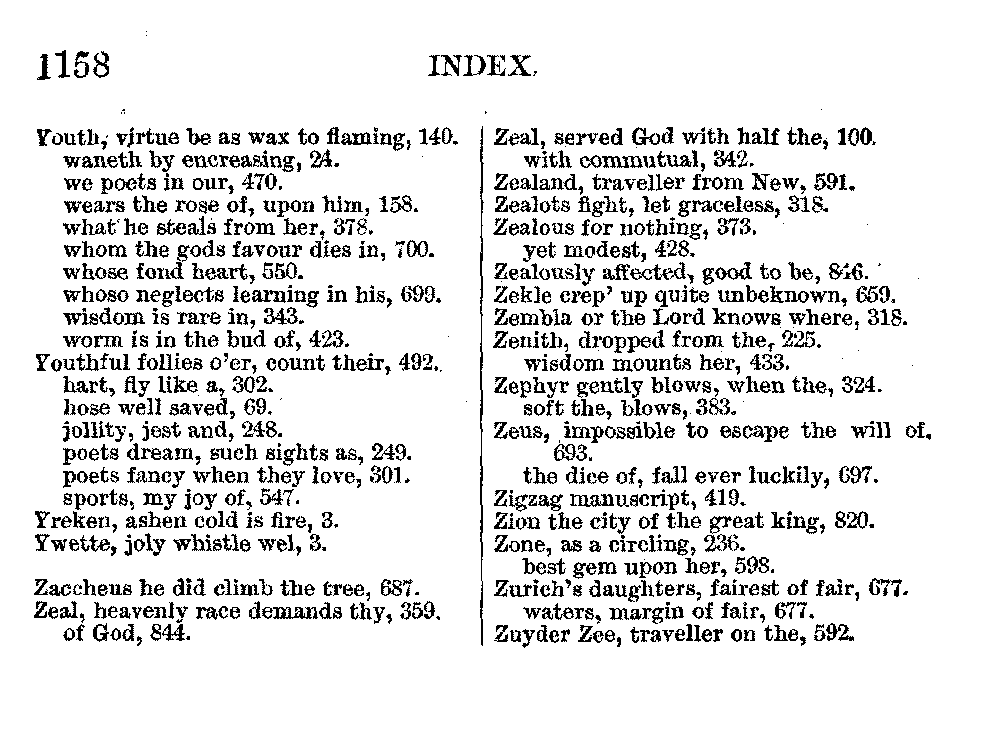 1158 INDEX.
Youth, virtue be as wax to flaming, 140.
waneth by encreasing, 24.
we poets in our, 470.
wears the rose of, upon him, 158.
what he steals from her, 378.
whom the gods favour dies in, 700.
whose fond heart, 550.
whoso neglects learning in his, 699.
wisdom is rare in, 343.
worm is in the bud of, 423.
Youthful follies o'er, count their, 492.
hart, fly like a, 302.
hose well saved, 69.
jollity, jest and, 248.
poets dream, such sights as, 249.
poets fancy when they love, 301.
sports, my joy of, 547.
Yreken, ashen cold is fire, 3.
Ywette, joly whistle wel, 3.
Zaccheus he did climb the tree, 687.
Zeal, heavenly race demands thy, 359.
of God, 844.
Zeal, served God with half the, 100.
with commutual, 342.
Zealand, traveller from New, 591.
Zealots fight, let graceless, 318.
Zealous for nothing, 373.
yet modest, 428.
Zealously affected, good to be, 846.
Zekle crep' up quite unbeknown, 659.
Zembla or the Lord knows where, 318.
Zenith, dropped from the, 225.
wisdom mounts her, 433.
Zephyr gently blows, when the, 324.
soft the, blows, 383.
Zeus, impossible to escape the will of,
693.
the dice of, fall ever luckily, 697.
Zigzag manuscript, 419.
Zion the city of the great king, 820.
Zone, as a circling, 236.
best gem upon her, 598.
Zurich's daughters, fairest of fair, 677.
waters, margin of fair, 677.
Zuyder Zee, traveller on the, 592.